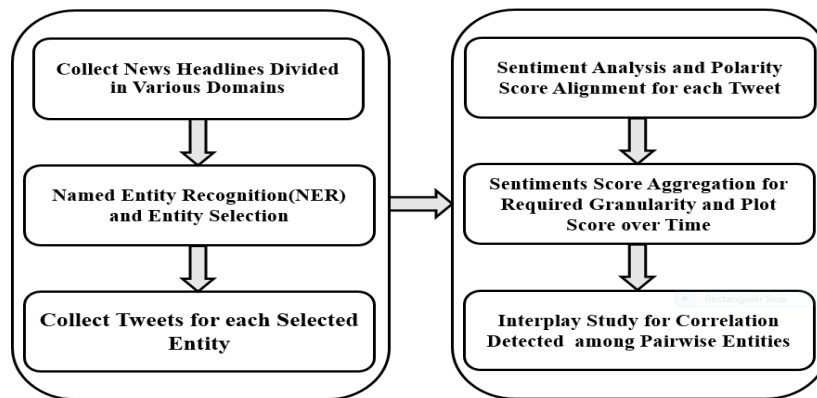 Collect News Headlines Divided
in Various Domains
Named Entity Recognition(NER)
and Entity Selection
Collect Tweets for each Selected
Entity
Sentiment Analysis and Polarity
Score Alignment for each Tweet
Sentiments Score Aggregation for
Required Granularity and Plot
Score over Time
Rectangular Snip
Interplay Study for Correlation
Detected among Pairwise Entities